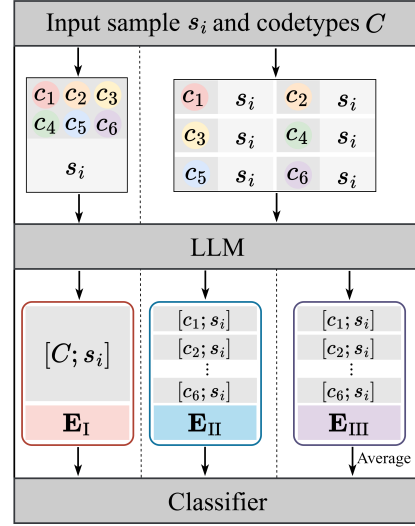 Input sample s_i and codetypes C
c_1 c_2 c_3
c_4 c_5 c_6
s_i
c_1 s_i c_2 s_i
c_3 s_i c_4 s_i
c_5 s_i c_6 s_i
LLM
[C; s_i]
E_I
[c_1; s_i]
[c_2; s_i]
⋮
[c_6; s_i]
E_II
[c_1; s_i]
[c_2; s_i]
⋮
[c_6; s_i]
E_III
Average
Classifier